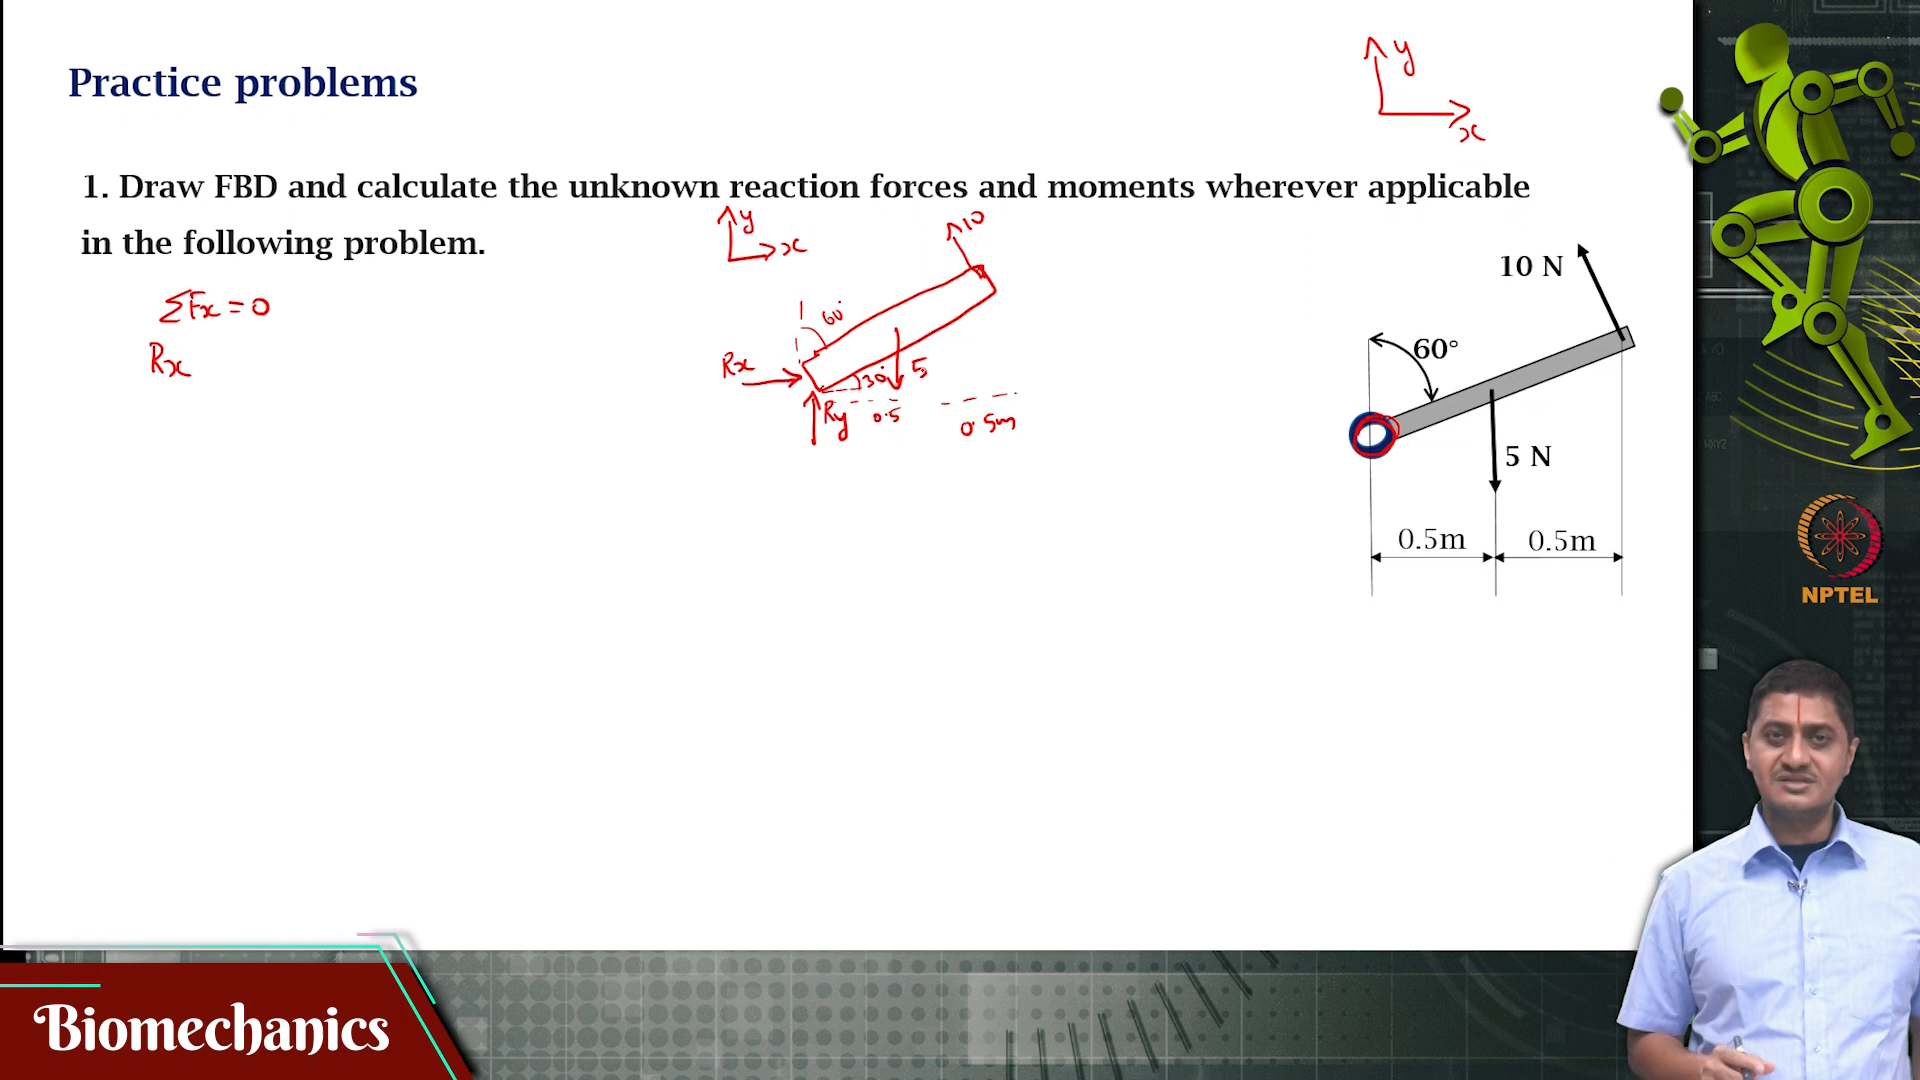 Practice problems
y
x
1. Draw FBD and calculate the unknown reaction forces and moments wherever applicable
in the following problem.
y
x
10
ΣFx = 0
Rx
60°
Rx
30°
5
Ry
0.5
0.5m
10 N
60°
5 N
0.5m
0.5m
NPTEL
Biomechanics